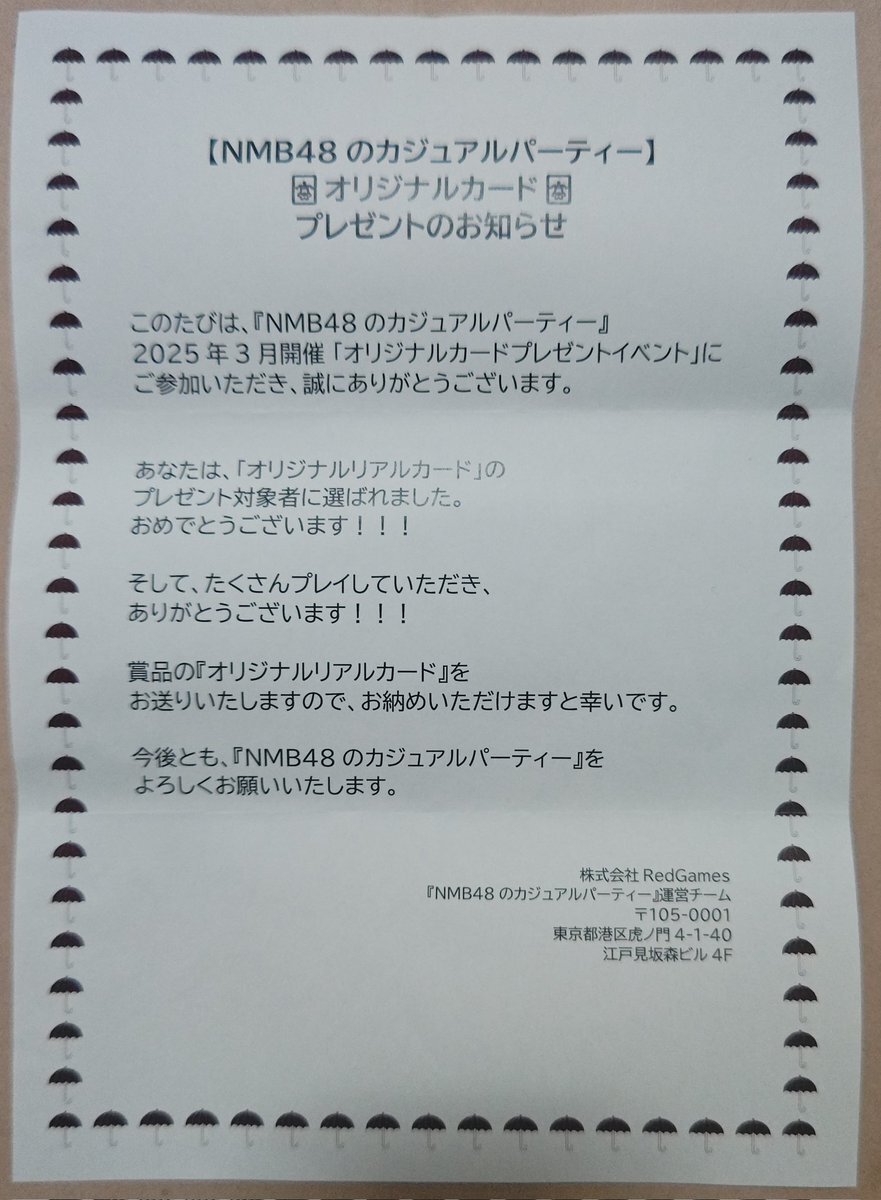 【NMB48 のカジュアルパーティー】
オリジナルカード
プレゼントのお知らせ
このたびは、『NMB48 のカジュアルパーティー』
2025 年 3 月開催 「オリジナルカードプレゼントイベント」に
ご参加いただき、誠にありがとうございます。
あなたは、「オリジナルリアルカード」の
プレゼント対象者に選ばれました。
おめでとうございます！！！
そして、たくさんプレイしていただき、
ありがとうございます！！！
賞品の『オリジナルリアルカード』を
お送りいたしますので、お納めいただけますと幸いです。
今後とも、『NMB48 のカジュアルパーティー』を
よろしくお願いいたします。
株式会社 RedGames
『NMB48 のカジュアルパーティー』運営チーム
〒105-0001
東京都港区虎ノ門 4-1-40
江戸見坂森ビル 4F